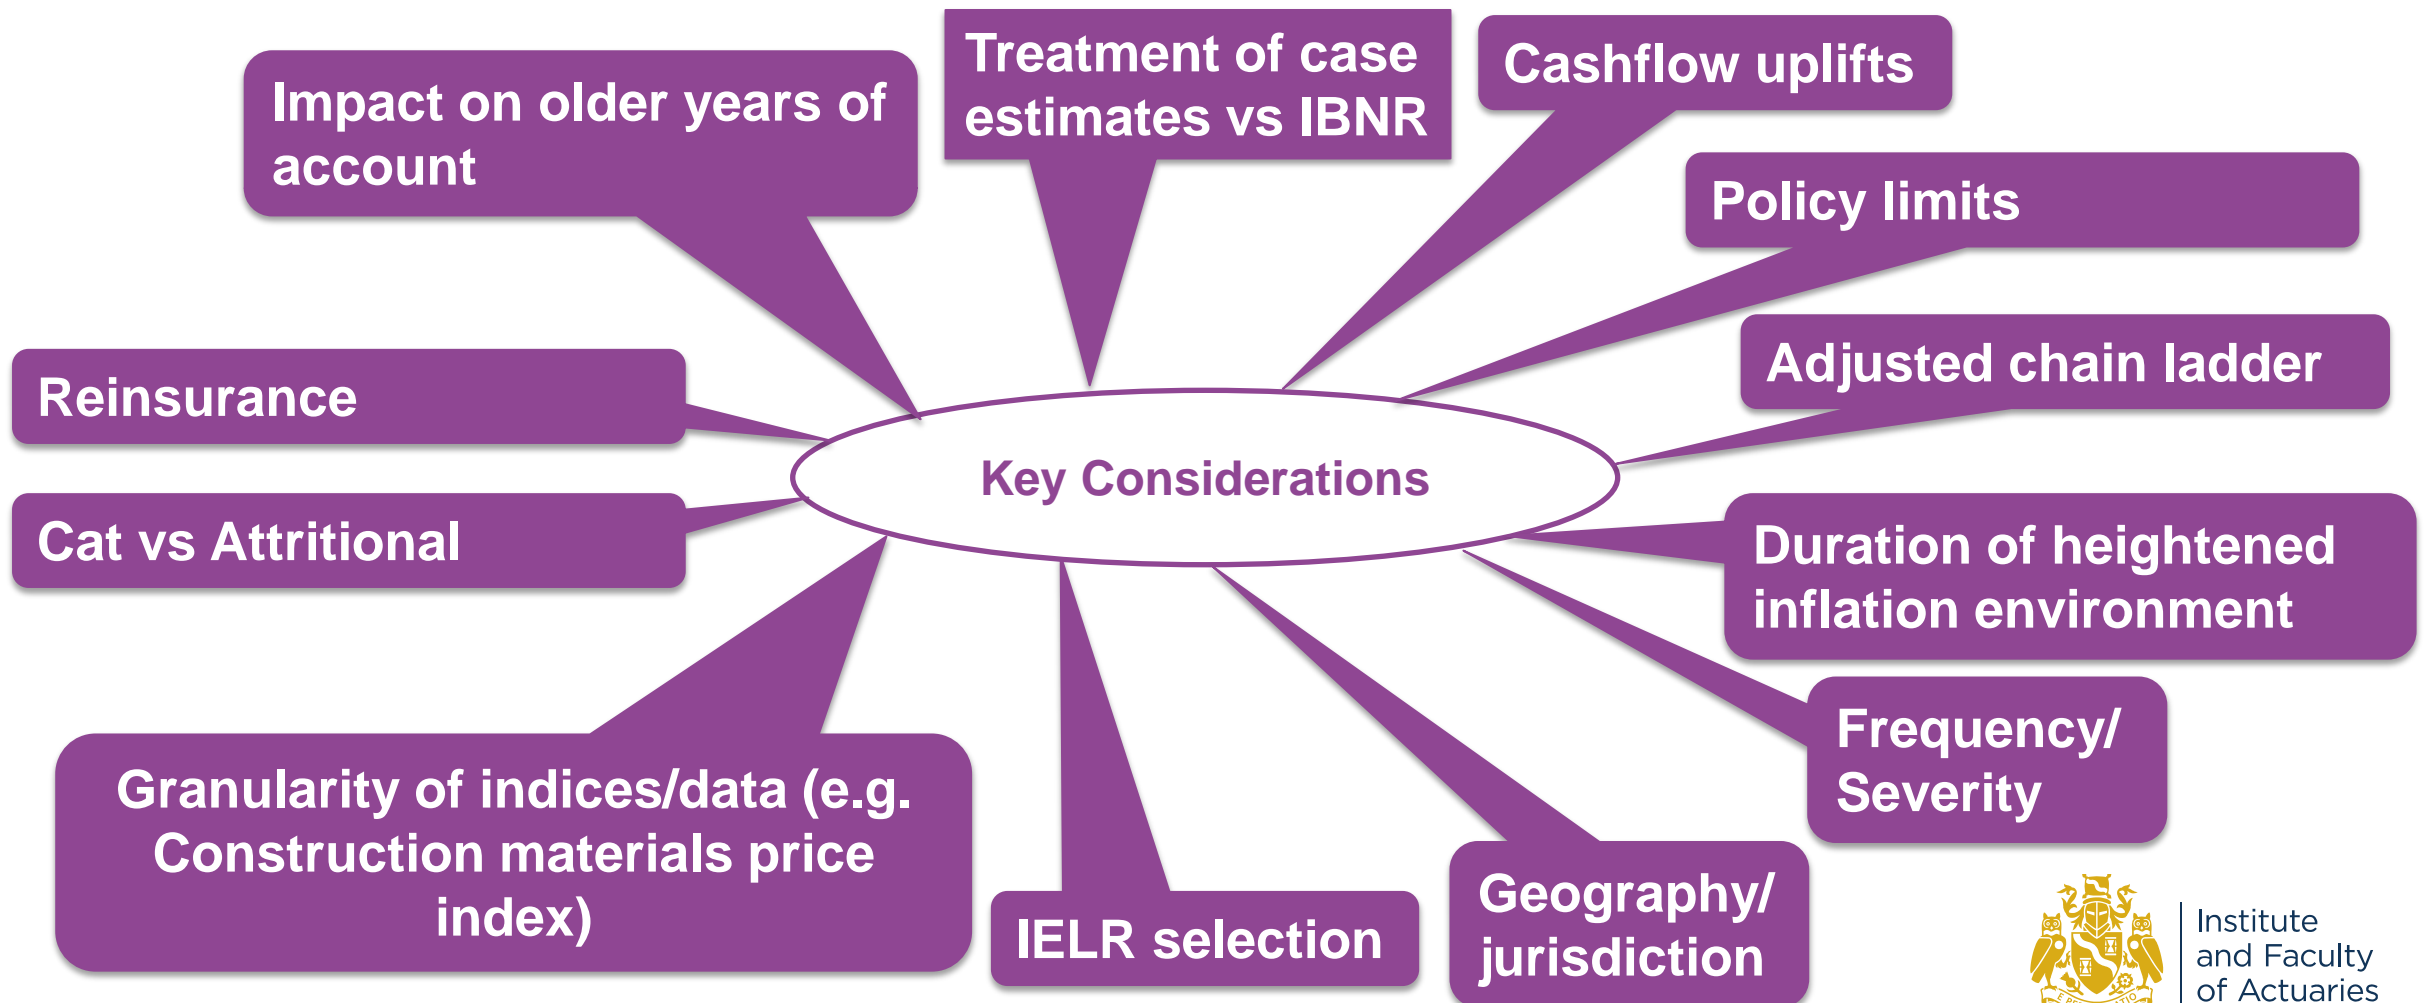 Impact on older years of
account
Treatment of case
estimates vs IBNR
Cashflow uplifts
Policy limits
Adjusted chain ladder
Reinsurance
Key Considerations
Cat vs Attritional
Duration of heightened
inflation environment
Frequency/
Severity
Granularity of indices/data (e.g.
Construction materials price
index)
IELR selection
Geography/
jurisdiction
Institute
and Faculty
of Actuaries